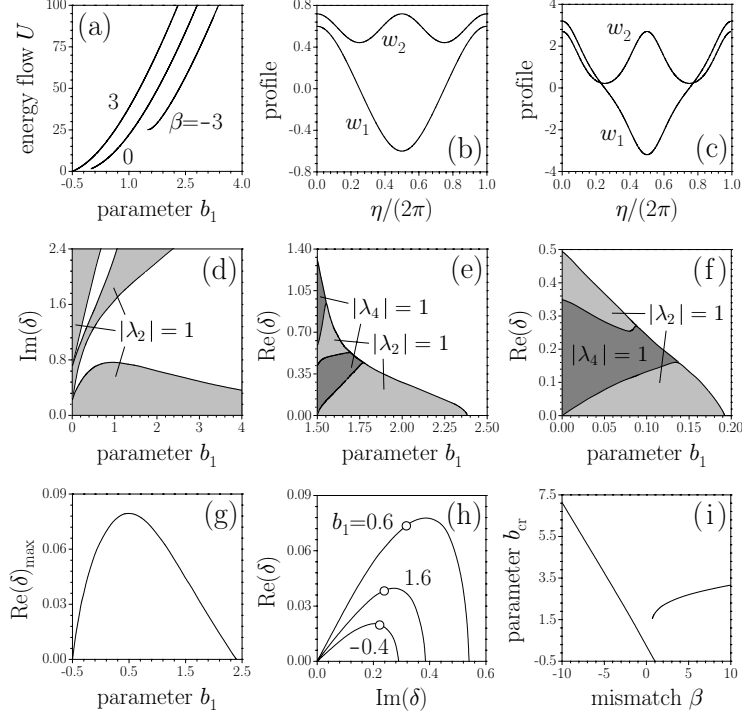 (a)
energy flow U
100
75
50
25
0
3
0
β=-3
-0.5
1.0
2.5
4.0
parameter b₁
(b)
profile
0.8
0.4
0.0
-0.4
-0.8
w₂
w₁
0.0
0.25
0.50
0.75
1.0
η/(2π)
(c)
profile
4
2
0
-2
-4
w₂
w₁
0.0
0.25
0.50
0.75
1.0
η/(2π)
(d)
Im(δ)
2.4
1.6
0.8
0.0
|λ₂| = 1
0
1
2
3
4
parameter b₁
(e)
Re(δ)
1.40
1.05
0.70
0.35
0.00
|λ₄| = 1
|λ₂| = 1
1.50
1.75
2.00
2.25
2.50
parameter b₁
(f)
Re(δ)
0.5
0.4
0.3
0.2
0.1
0.0
|λ₂| = 1
|λ₄| = 1
0.00
0.05
0.10
0.15
0.20
parameter b₁
(g)
Re(δ)max
0.09
0.06
0.03
0.00
-0.5
0.5
1.5
2.5
parameter b₁
(h)
Re(δ)
0.09
0.06
0.03
0.00
b₁=0.6
1.6
-0.4
0.0
0.2
0.4
0.6
Im(δ)
(i)
parameter bcr
7.5
5.5
3.5
1.5
-0.5
-10
-5
0
5
10
mismatch β